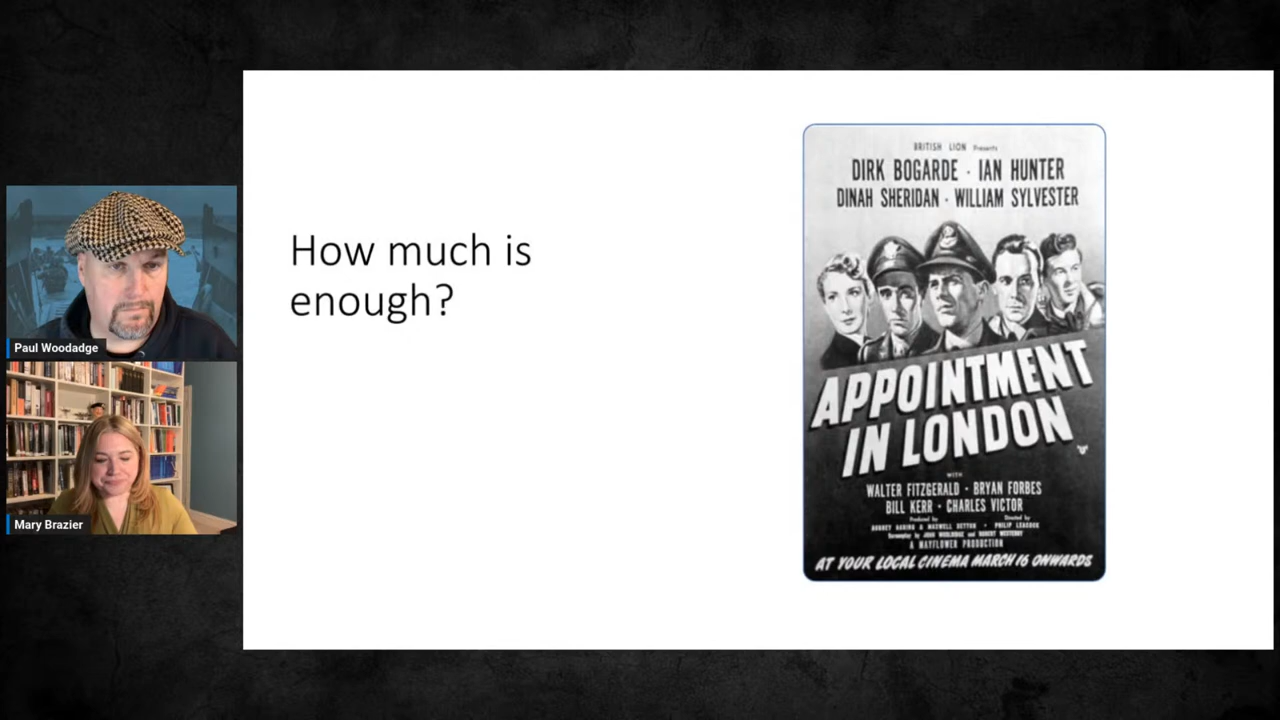 Paul Woodadge
Mary Brazier
How much is
enough?
BRITISH LION Presents
DIRK BOGARDE · IAN HUNTER
DINAH SHERIDAN · WILLIAM SYLVESTER
APPOINTMENT
IN LONDON
WITH
WALTER FITZGERALD · BRYAN FORBES
BILL KERR · CHARLES VICTOR
Produced by Directed by
AUBREY BARING & MAXWELL SETTON · PHILIP LEACOCK
Screenplay by JOHN WOOLDRIDGE and ROBERT WESTERBY
A MAYFLOWER PRODUCTION
AT YOUR LOCAL CINEMA MARCH 16 ONWARDS